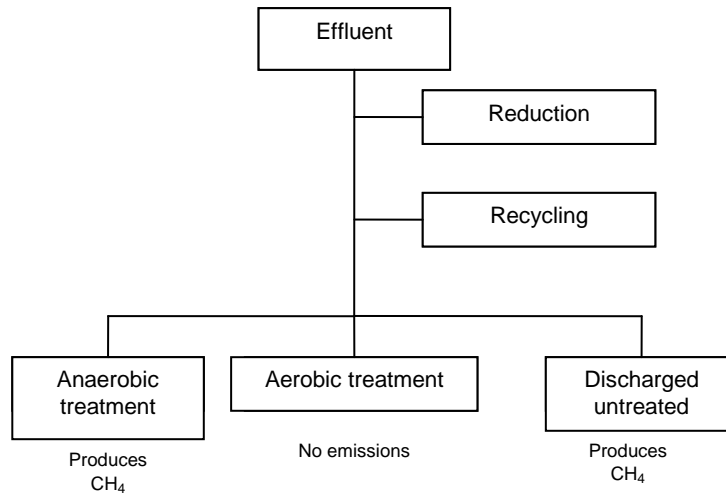 Effluent
Reduction
Recycling
Anaerobic
treatment
Produces
CH₄
Aerobic treatment
No emissions
Discharged
untreated
Produces
CH₄